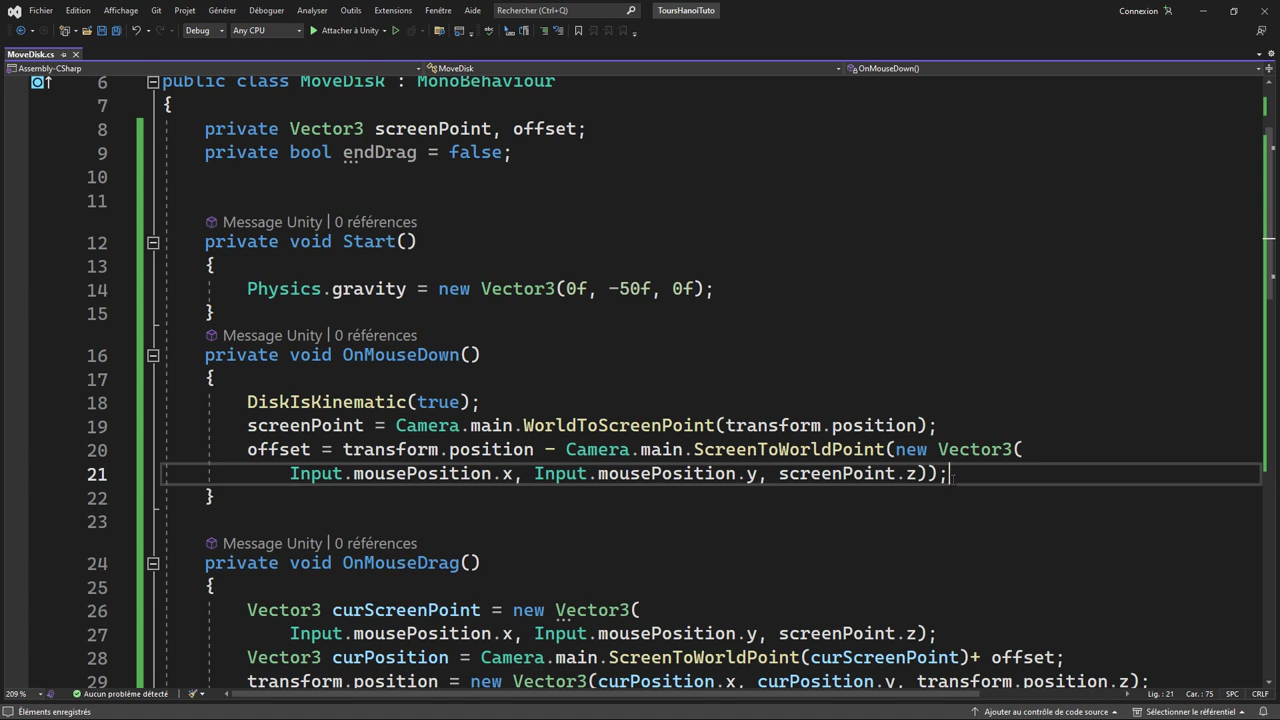 Fichier Edition Affichage Git Projet Générer Déboguer Analyser Outils Extensions Fenêtre Aide Rechercher (Ctrl+Q) ToursHanoiTuto Connexion
Debug Any CPU Attacher à Unity
MoveDisk.cs
Assembly-CSharp MoveDisk OnMouseDown()
6 public class MoveDisk : MonoBehaviour
7 {
8 private Vector3 screenPoint, offset;
9 private bool endDrag = false;
10
11
Message Unity | 0 références
12 private void Start()
13 {
14 Physics.gravity = new Vector3(0f, -50f, 0f);
15 }
Message Unity | 0 références
16 private void OnMouseDown()
17 {
18 DiskIsKinematic(true);
19 screenPoint = Camera.main.WorldToScreenPoint(transform.position);
20 offset = transform.position - Camera.main.ScreenToWorldPoint(new Vector3(
21 Input.mousePosition.x, Input.mousePosition.y, screenPoint.z));
22 }
23
Message Unity | 0 références
24 private void OnMouseDrag()
25 {
26 Vector3 curScreenPoint = new Vector3(
27 Input.mousePosition.x, Input.mousePosition.y, screenPoint.z);
28 Vector3 curPosition = Camera.main.ScreenToWorldPoint(curScreenPoint)+ offset;
29 transform.position = new Vector3(curPosition.x, curPosition.y, transform.position.z);
209 % Aucun problème détecté Lig. : 21 Car. : 75 SPC CRLF
Éléments enregistrés Ajouter au contrôle de code source Sélectionner le référentiel